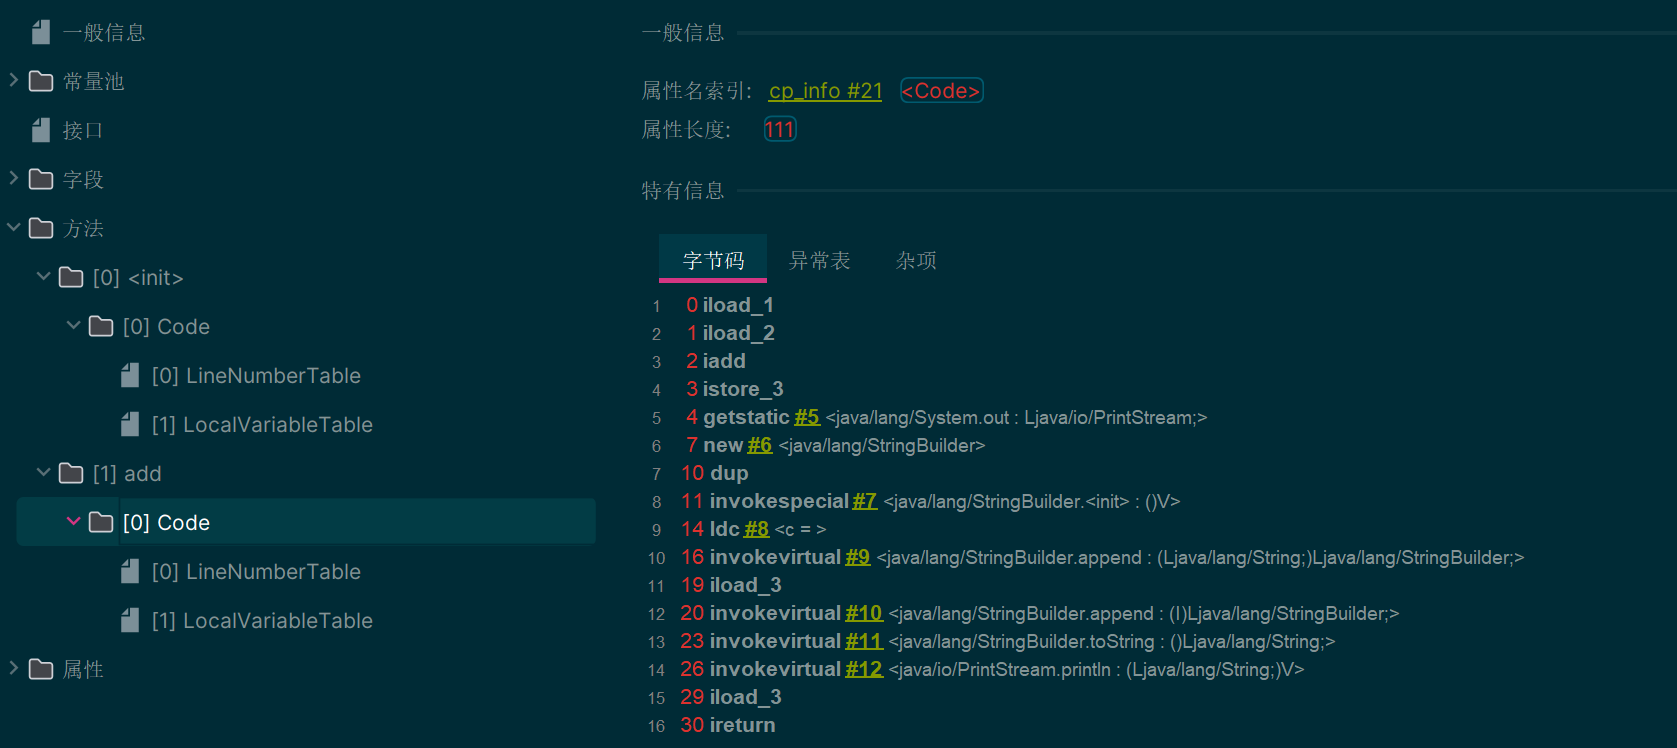 一般信息
常量池
接口
字段
方法
[0] <init>
[0] Code
[0] LineNumberTable
[1] LocalVariableTable
[1] add
[0] Code
[0] LineNumberTable
[1] LocalVariableTable
属性
一般信息
属性名索引: cp_info #21 <Code>
属性长度: 111
特有信息
字节码 异常表 杂项
1 0 iload_1
2 1 iload_2
3 2 iadd
4 3 istore_3
5 4 getstatic #5 <java/lang/System.out : Ljava/io/PrintStream;>
6 7 new #6 <java/lang/StringBuilder>
7 10 dup
8 11 invokespecial #7 <java/lang/StringBuilder.<init> : ()V>
9 14 ldc #8 <c = >
10 16 invokevirtual #9 <java/lang/StringBuilder.append : (Ljava/lang/String;)Ljava/lang/StringBuilder;>
11 19 iload_3
12 20 invokevirtual #10 <java/lang/StringBuilder.append : (I)Ljava/lang/StringBuilder;>
13 23 invokevirtual #11 <java/lang/StringBuilder.toString : ()Ljava/lang/String;>
14 26 invokevirtual #12 <java/io/PrintStream.println : (Ljava/lang/String;)V>
15 29 iload_3
16 30 ireturn